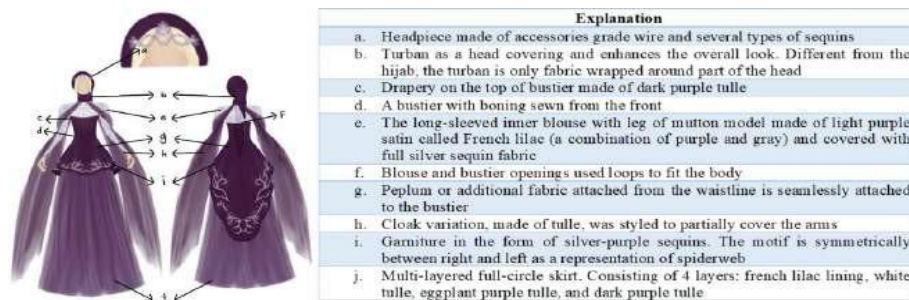 a
b
c
d
e
F
g
h
i
Explanation
a. Headpiece made of accessories grade wire and several types of sequins
b. Turban as a head covering and enhances the overall look. Different from the
hijab, the turban is only fabric wrapped around part of the head
c. Drapery on the top of bustier made of dark purple tulle
d. A bustier with boning sewn from the front
e. The long-sleeved inner blouse with leg of mutton model made of light purple
satin called French lilac (a combination of purple and gray) and covered with
full silver sequin fabric
f. Blouse and bustier openings used loops to fit the body
g. Peplum or additional fabric attached from the waistline is seamlessly attached
to the bustier
h. Cloak variation, made of tulle, was styled to partially cover the arms
i. Garniture in the form of silver-purple sequins. The motif is symmetrically
between right and left as a representation of spiderweb
j. Multi-layered full-circle skirt. Consisting of 4 layers: french lilac lining, white
tulle, eggplant purple tulle, and dark purple tulle